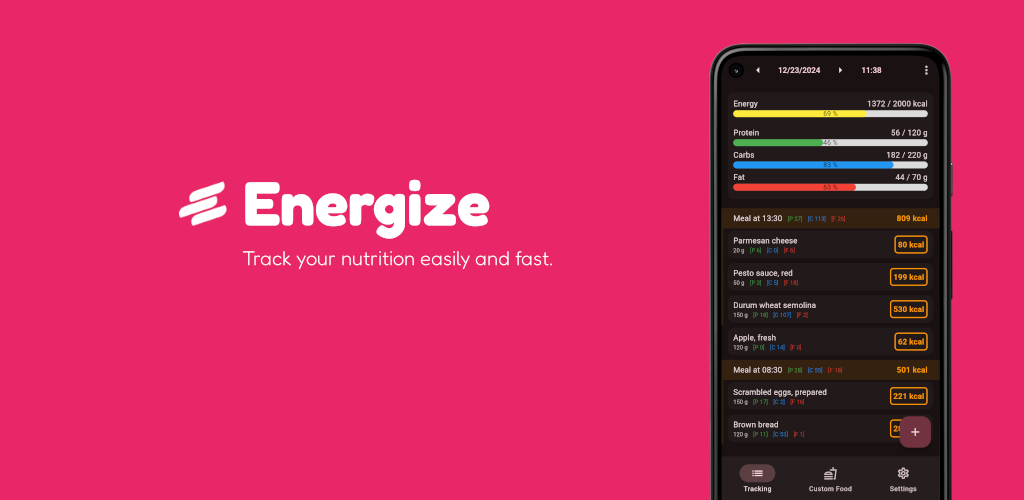 Energize
Track your nutrition easily and fast.
12/23/2024 11:38
Energy 1372 / 2000 kcal
69 %
Protein 56 / 120 g
46 %
Carbs 182 / 220 g
83 %
Fat 44 / 70 g
63 %
Meal at 13:30 [P 27] [C 113] [F 26] 809 kcal
Parmesan cheese
20 g [P 6] [C 0] [F 6]
80 kcal
Pesto sauce, red
50 g [P 3] [C 5] [F 18]
199 kcal
Durum wheat semolina
150 g [P 18] [C 107] [F 2]
530 kcal
Apple, fresh
120 g [P 0] [C 14] [F 0]
62 kcal
Meal at 08:30 [P 28] [C 55] [F 18] 501 kcal
Scrambled eggs, prepared
150 g [P 17] [C 2] [F 16]
221 kcal
Brown bread
120 g [P 11] [C 53] [F 1]
+
Tracking Custom Food Settings